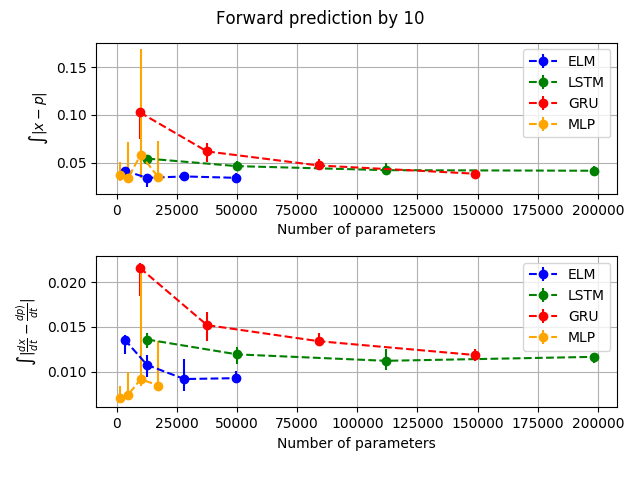 Forward prediction by 10
0.15
0.10
0.05
∫|x − p|
ELM
LSTM
GRU
MLP
0 25000 50000 75000 100000 125000 150000 175000 200000
Number of parameters
0.020
0.015
0.010
∫|dx/dt − dp)/dt|
ELM
LSTM
GRU
MLP
0 25000 50000 75000 100000 125000 150000 175000 200000
Number of parameters